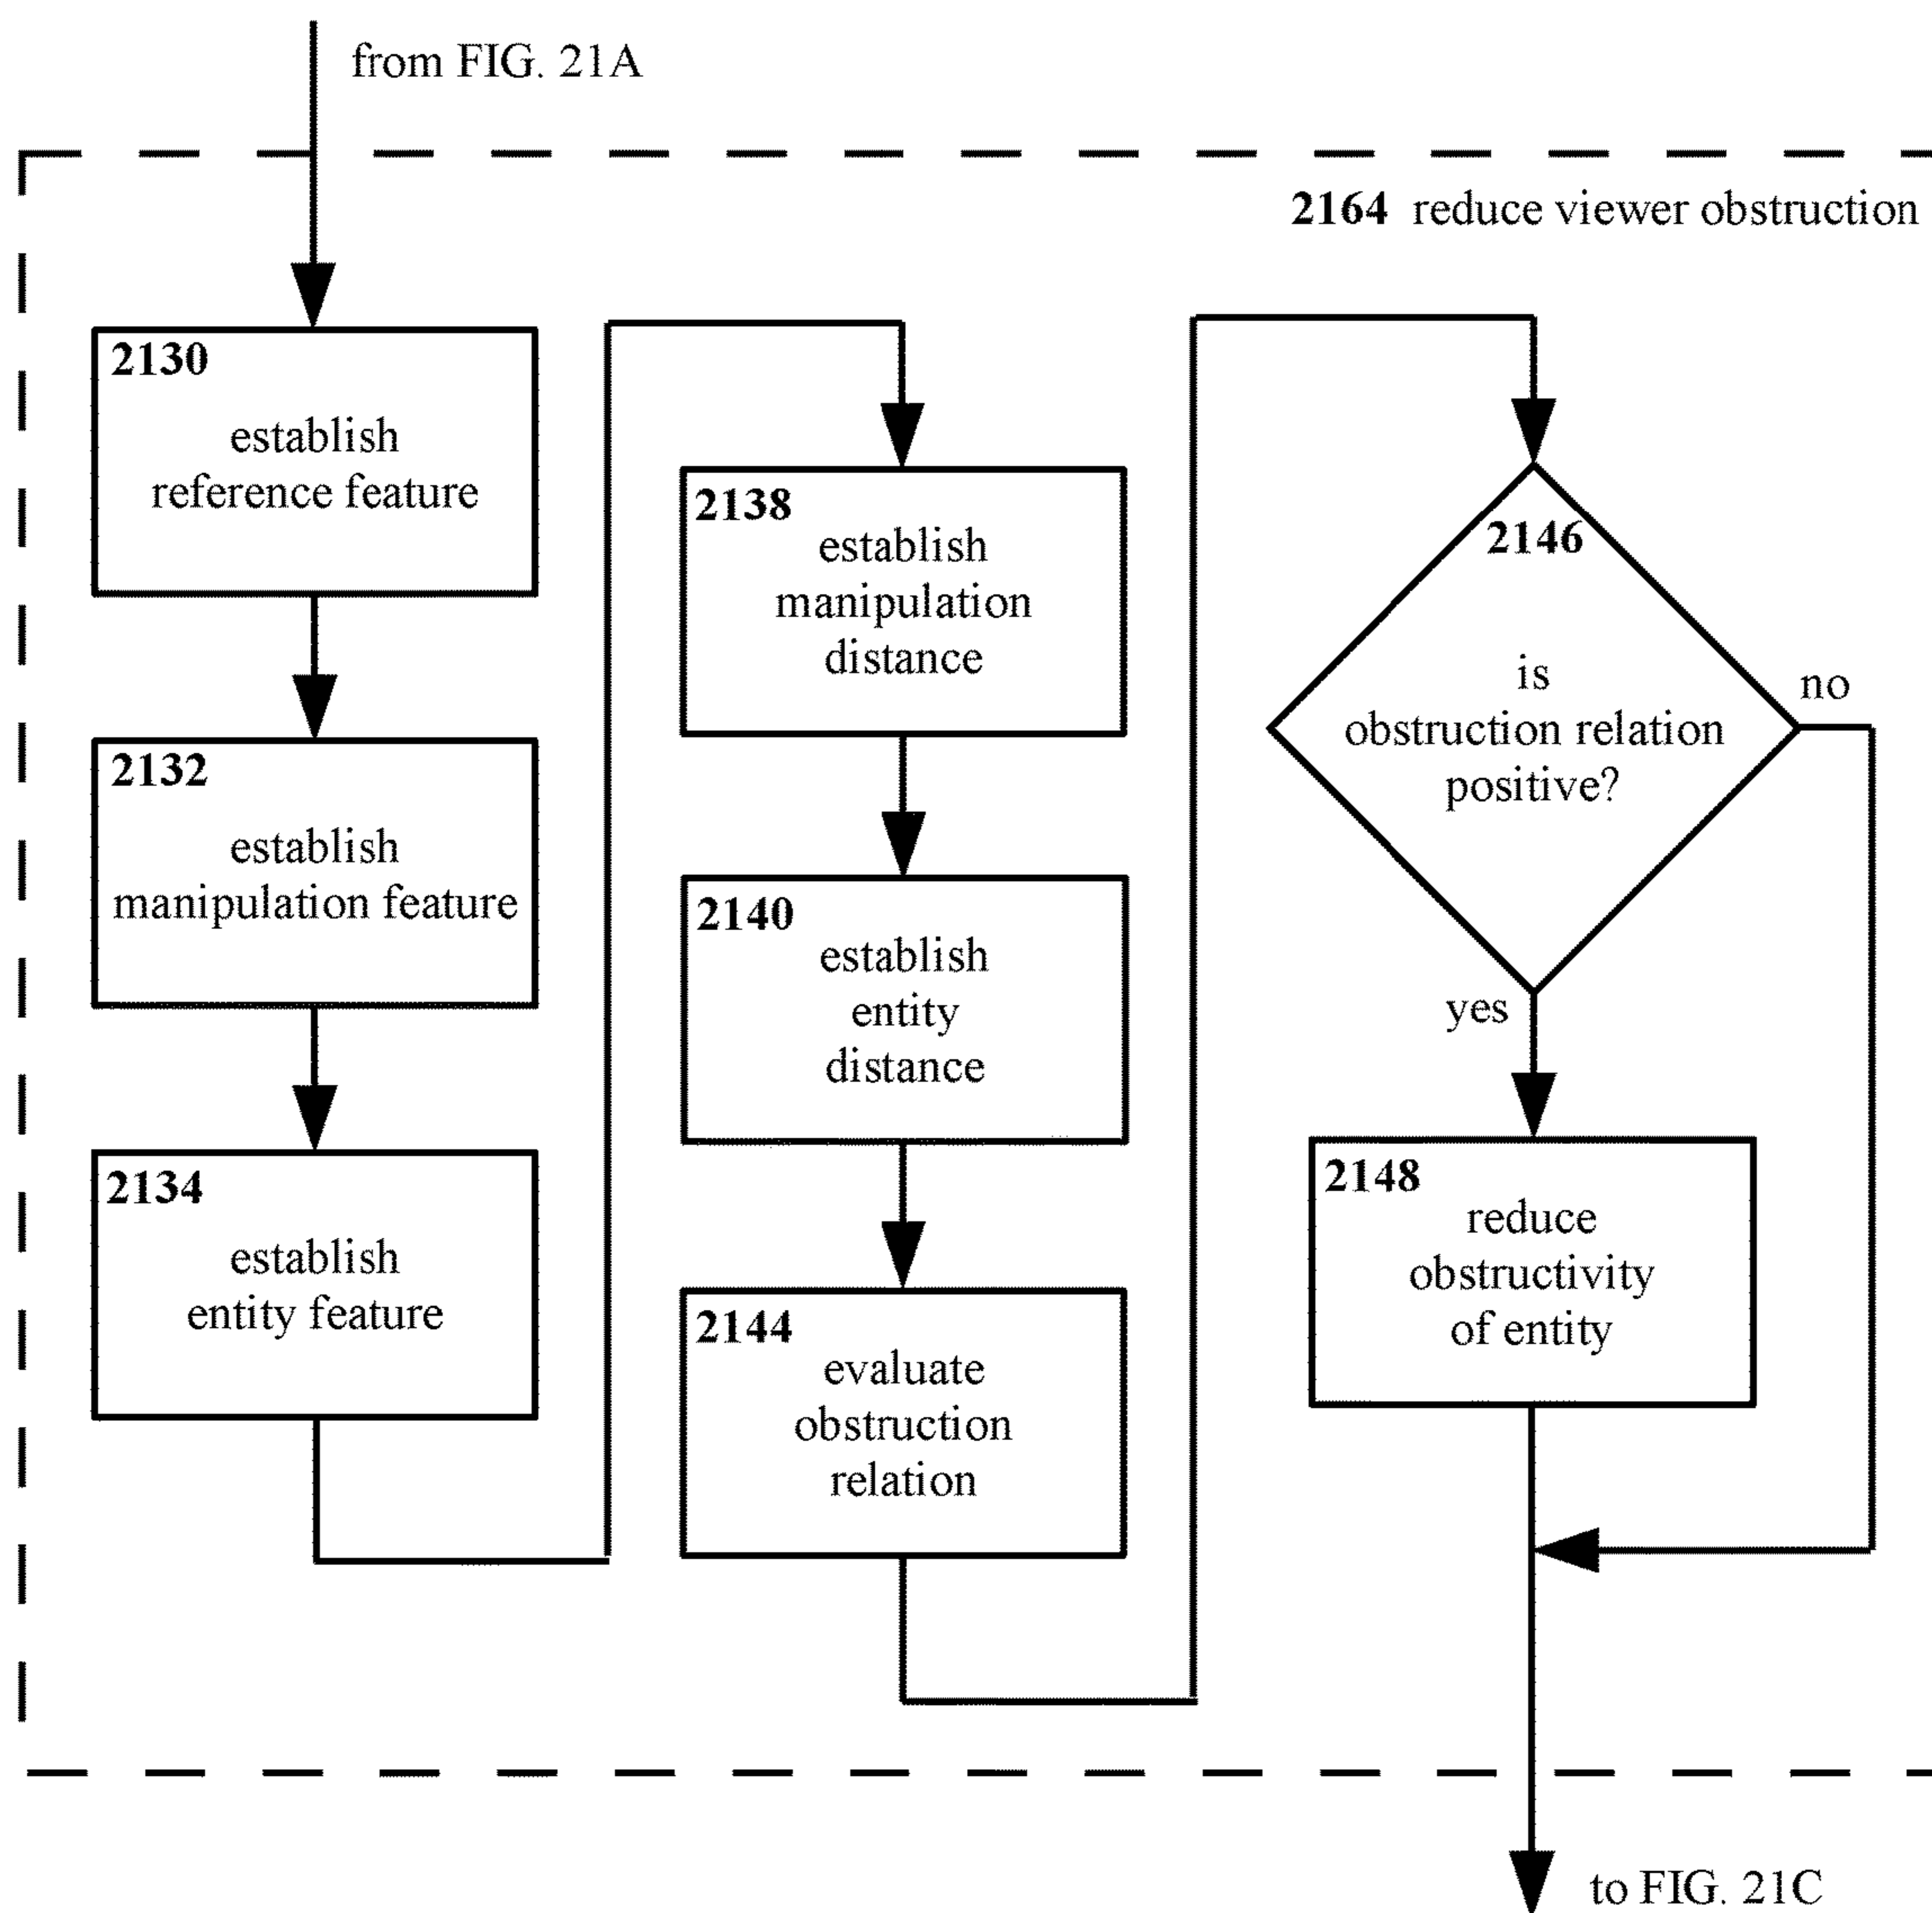 from FIG. 21A
2164 reduce viewer obstruction
2130
establish
reference feature
2132
establish
manipulation feature
2134
establish
entity feature
2138
establish
manipulation
distance
2140
establish
entity
distance
2144
evaluate
obstruction
relation
2146
is
obstruction relation
positive?
no
yes
2148
reduce
obstructivity
of entity
to FIG. 21C